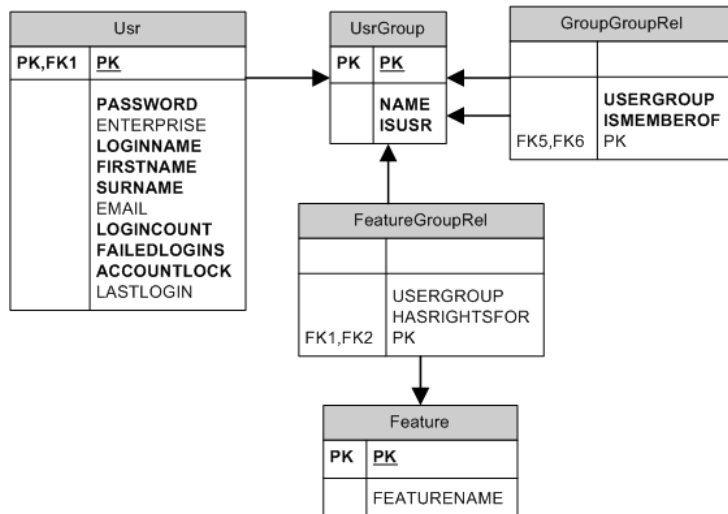 Usr
PK,FK1 PK
PASSWORD
ENTERPRISE
LOGINNAME
FIRSTNAME
SURNAME
EMAIL
LOGINCOUNT
FAILEDLOGINS
ACCOUNTLOCK
LASTLOGIN
UsrGroup
PK PK
NAME
ISUSR
GroupGroupRel
USERGROUP
ISMEMBEROF
FK5,FK6 PK
FeatureGroupRel
USERGROUP
HASRIGHTSFOR
FK1,FK2 PK
Feature
PK PK
FEATURENAME